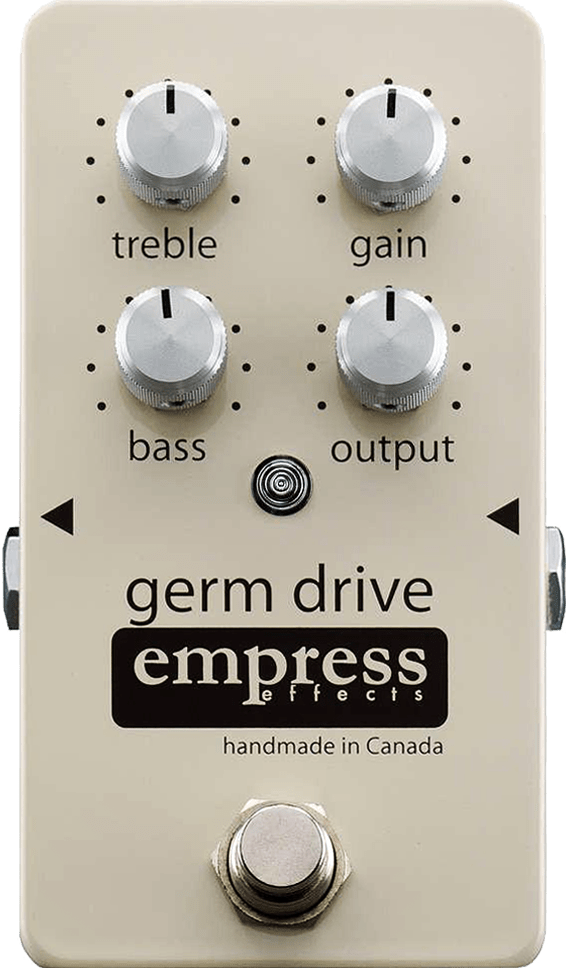 treble gain
bass output
germ drive
empress
effects
handmade in Canada